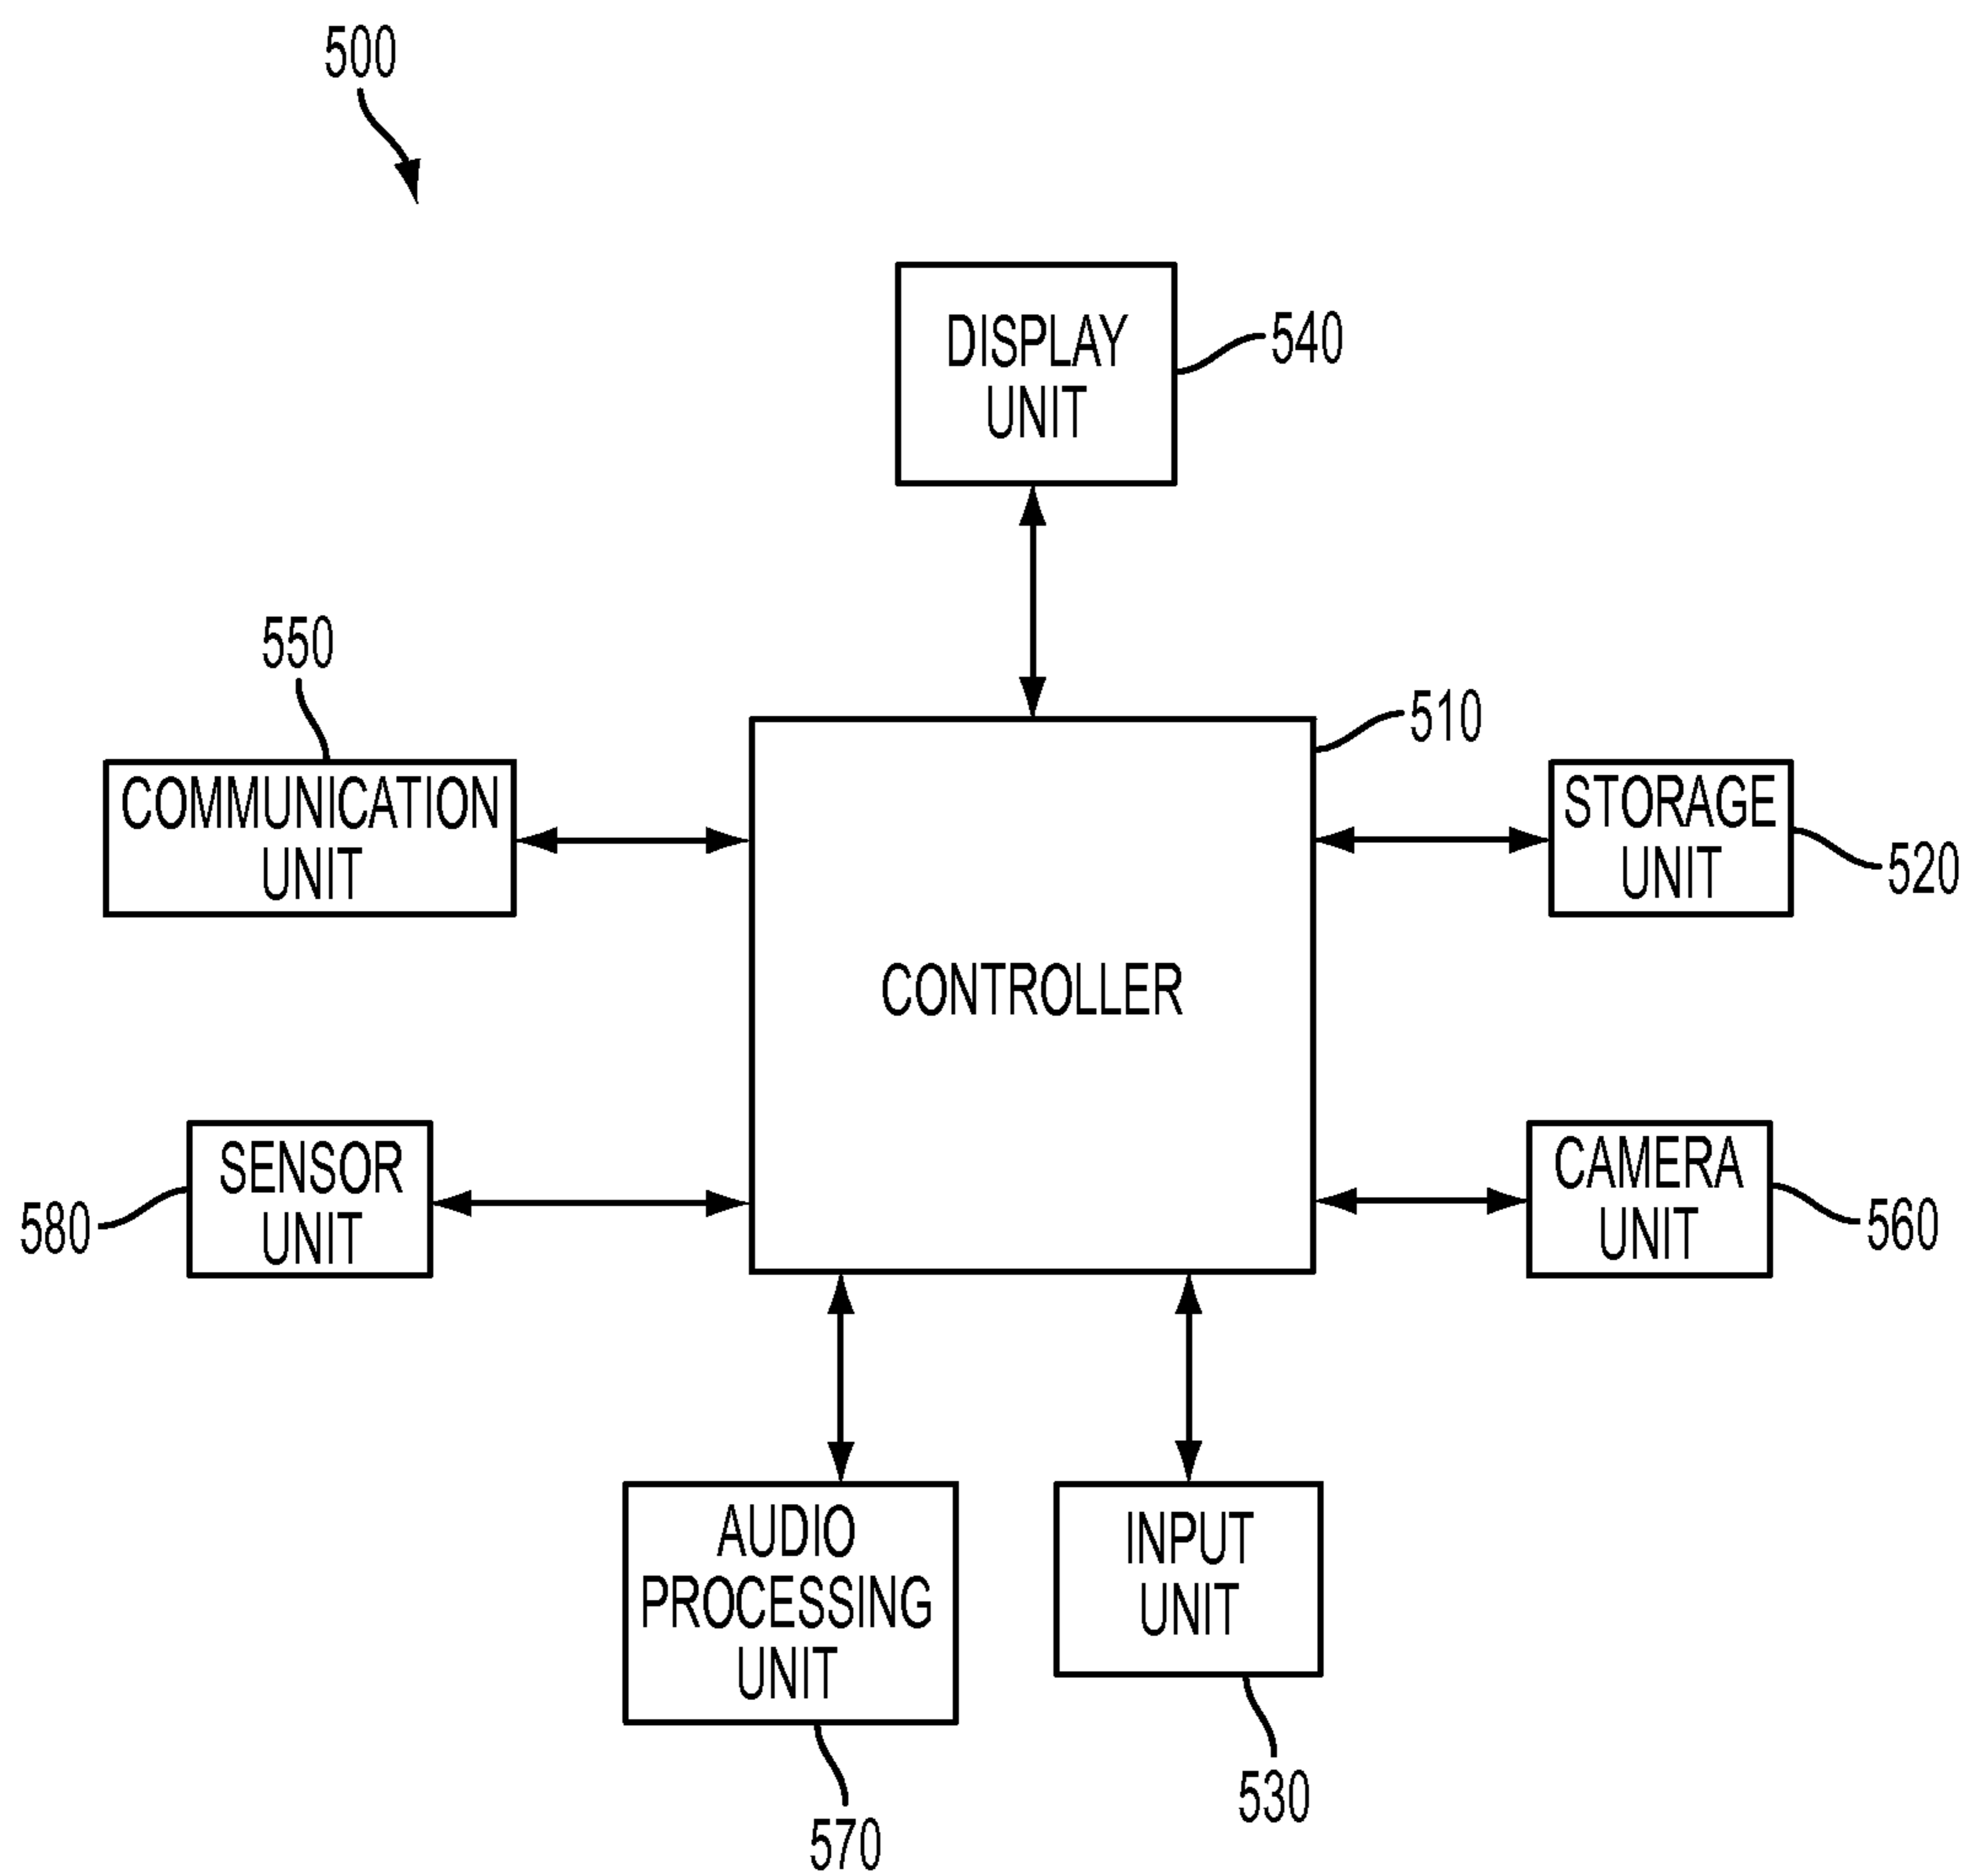 500
DISPLAY
UNIT
540
550
COMMUNICATION
UNIT
510
CONTROLLER
STORAGE
UNIT
520
SENSOR
UNIT
580
CAMERA
UNIT
560
AUDIO
PROCESSING
UNIT
570
INPUT
UNIT
530